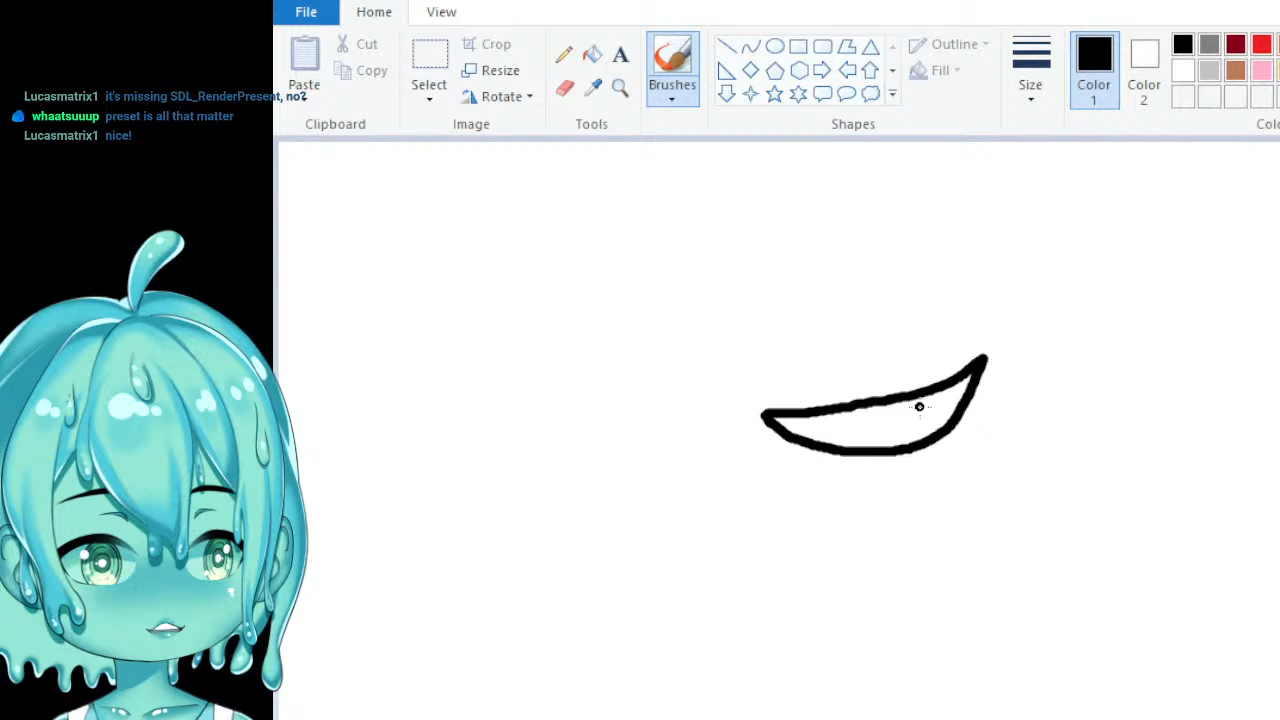 File Home View
Paste Cut Copy
Clipboard
Select Crop Resize Rotate
Image
A
Tools
Brushes
Shapes
Outline
Fill
Size
Color 1
Color 2
Lucasmatrix1 it's missing SDL_RenderPresent, no?
whaatsuuup preset is all that matter
Lucasmatrix1 nice!